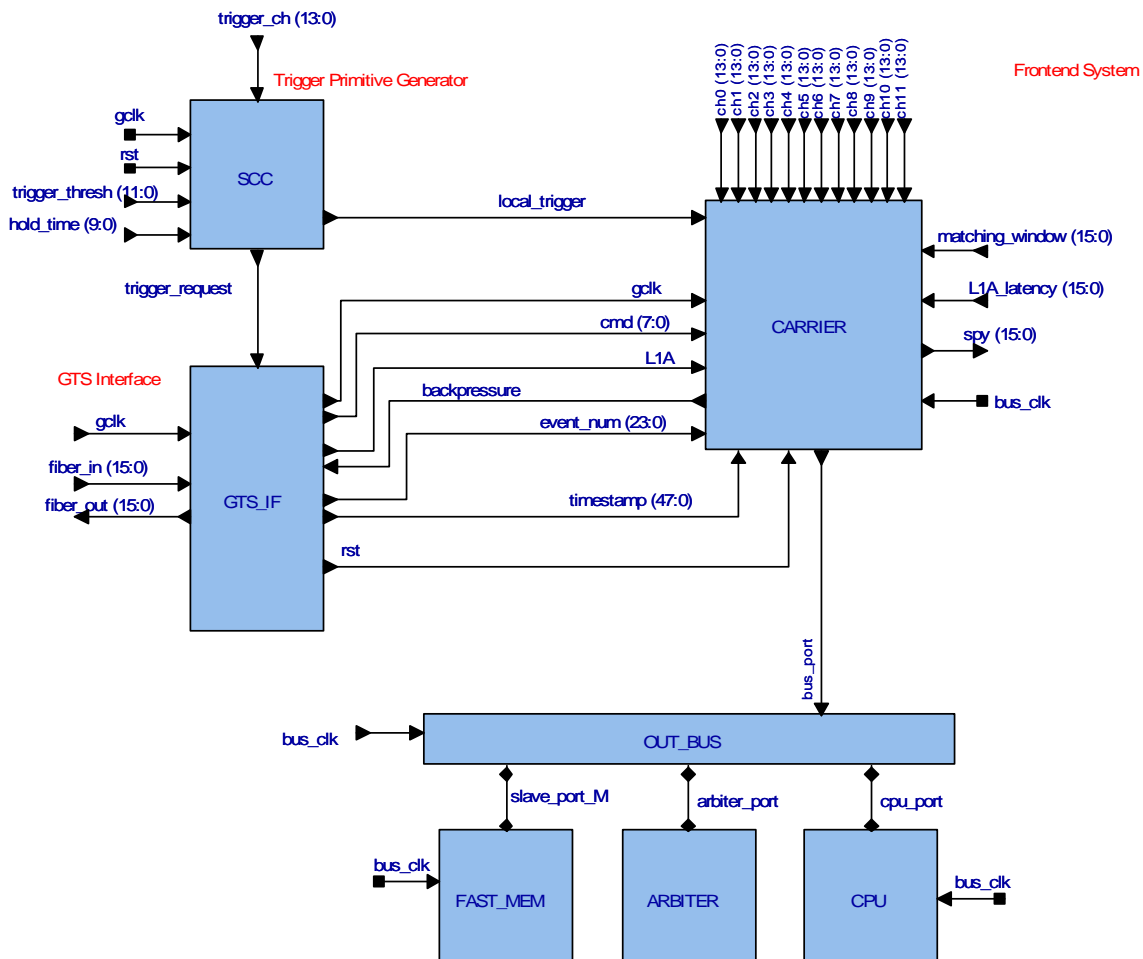 trigger_ch (13:0)
Trigger Primitive Generator
Frontend System
ch0 (13:0)
ch1 (13:0)
ch2 (13:0)
ch3 (13:0)
ch4 (13:0)
ch5 (13:0)
ch6 (13:0)
ch7 (13:0)
ch8 (13:0)
ch9 (13:0)
ch10 (13:0)
ch11 (13:0)
gclk
rst
trigger_thresh (11:0)
hold_time (9:0)
SCC
local_trigger
trigger_request
matching_window (15:0)
L1A_latency (15:0)
spy (15:0)
bus_clk
CARRIER
gclk
cmd (7:0)
L1A
backpressure
event_num (23:0)
timestamp (47:0)
rst
GTS Interface
gclk
fiber_in (15:0)
fiber_out (15:0)
GTS_IF
bus_port
bus_clk
OUT_BUS
slave_port_M
arbiter_port
cpu_port
bus_clk
FAST_MEM
ARBITER
CPU
bus_clk